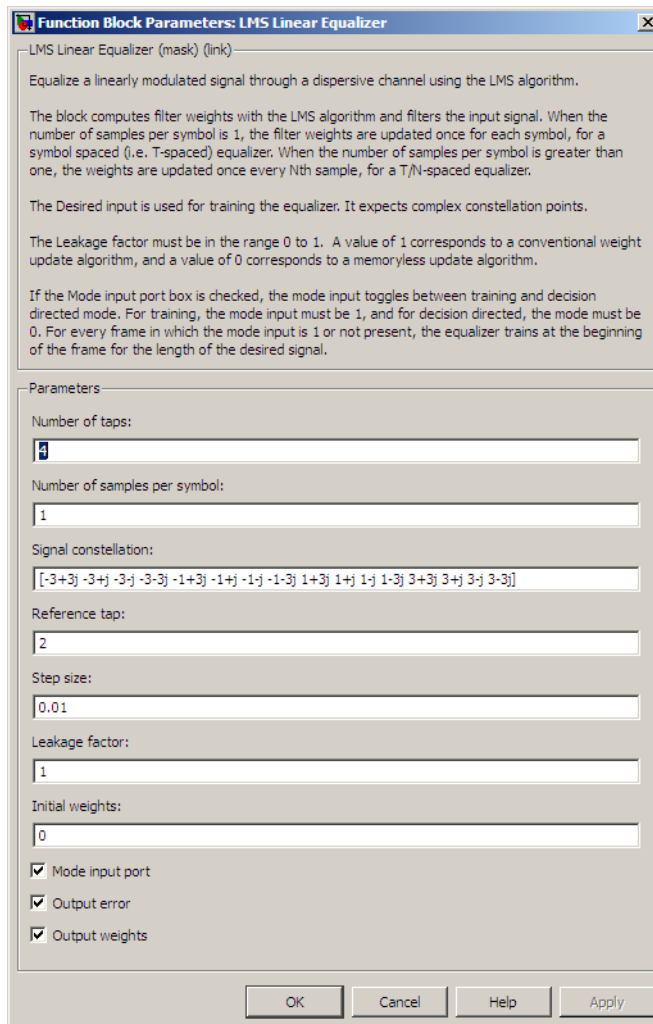 Function Block Parameters: LMS Linear Equalizer
LMS Linear Equalizer (mask) (link)
Equalize a linearly modulated signal through a dispersive channel using the LMS algorithm.
The block computes filter weights with the LMS algorithm and filters the input signal. When the
number of samples per symbol is 1, the filter weights are updated once for each symbol, for a
symbol spaced (i.e. T-spaced) equalizer. When the number of samples per symbol is greater than
one, the weights are updated once every Nth sample, for a T/N-spaced equalizer.
The Desired input is used for training the equalizer. It expects complex constellation points.
The Leakage factor must be in the range 0 to 1.  A value of 1 corresponds to a conventional weight
update algorithm, and a value of 0 corresponds to a memoryless update algorithm.
If the Mode input port box is checked, the mode input toggles between training and decision
directed mode. For training, the mode input must be 1, and for decision directed, the mode must be
0. For every frame in which the mode input is 1 or not present, the equalizer trains at the beginning
of the frame for the length of the desired signal.
Parameters
Number of taps:
4
Number of samples per symbol:
1
Signal constellation:
[-3+3j -3+j -3-j -3-3j -1+3j -1+j -1-j -1-3j 1+3j 1+j 1-j 1-3j 3+3j 3+j 3-j 3-3j]
Reference tap:
2
Step size:
0.01
Leakage factor:
1
Initial weights:
0
Mode input port
Output error
Output weights
OK Cancel Help Apply